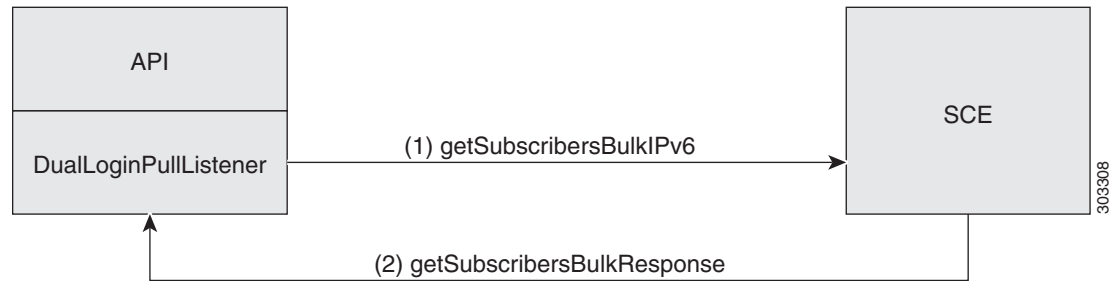 API
DualLoginPullListener
(1) getSubscribersBulkIPv6
SCE
(2) getSubscribersBulkResponse
303308